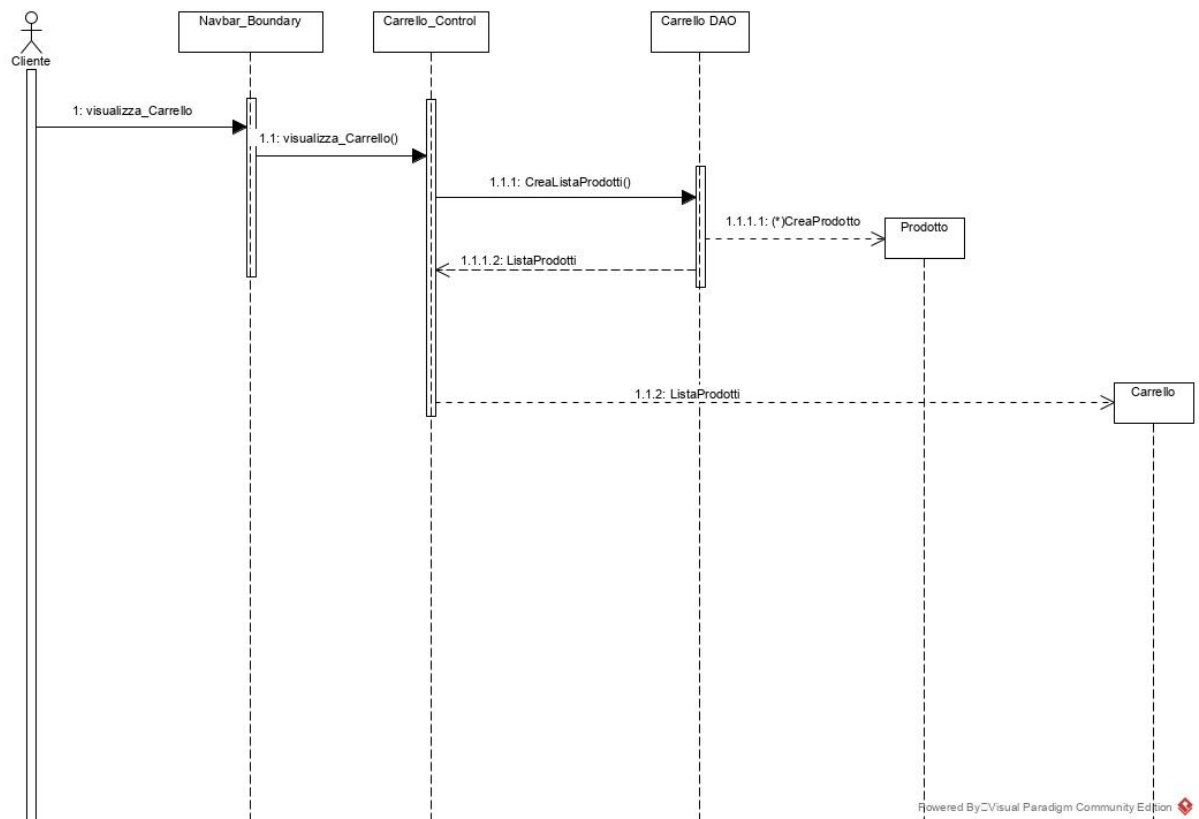 Cliente
Navbar_Boundary
Carrello_Control
Carrello DAO
1: visualizza_Carrello
1.1: visualizza_Carrello()
1.1.1: CreaListaProdotti()
1.1.1.1: (*)CreaProdotto
Prodotto
1.1.1.2: ListaProdotti
1.1.2: ListaProdotti
Carrello
Powered By Visual Paradigm Community Edition